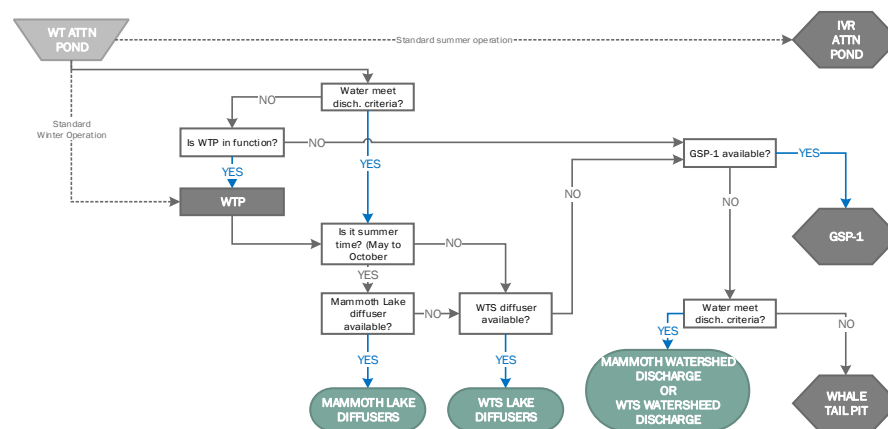 WT ATTN
POND
Standard summer operation
IVR
ATTN
POND
Water meet
disch. criteria?
NO
Standard
Winter Operation
Is WTP in function?
NO
GSP-1 available?
YES
YES
YES
NO
NO
WTP
GSP-1
Is it summer
time? (May to
October
NO
YES
Mammoth Lake
diffuser
available?
NO
WTS diffuser
available?
Water meet
disch. criteria?
YES
NO
YES
YES
MAMMOTH WATERSHED
DISCHARGE
OR
WTS WATERSHEED
DISCHARGE
MAMMOTH LAKE
DIFFUSERS
WTS LAKE
DIFFUSERS
WHALE
TAIL PIT